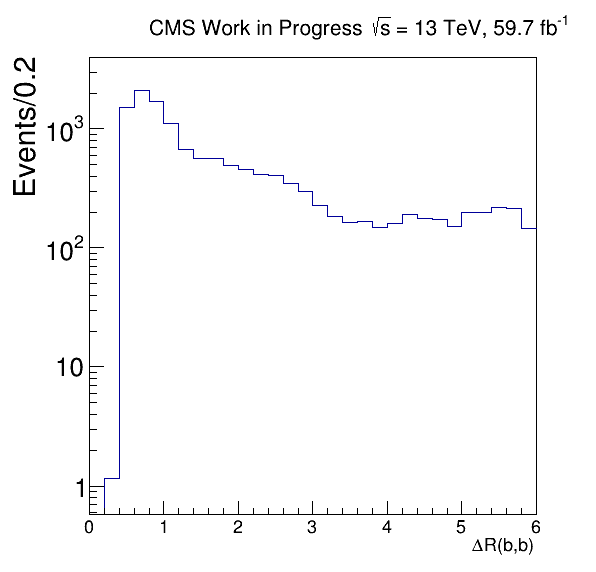 CMS Work in Progress √s = 13 TeV, 59.7 fb⁻¹
Events/0.2
10³
10²
10
1
0 1 2 3 4 5 6
ΔR(b,b)